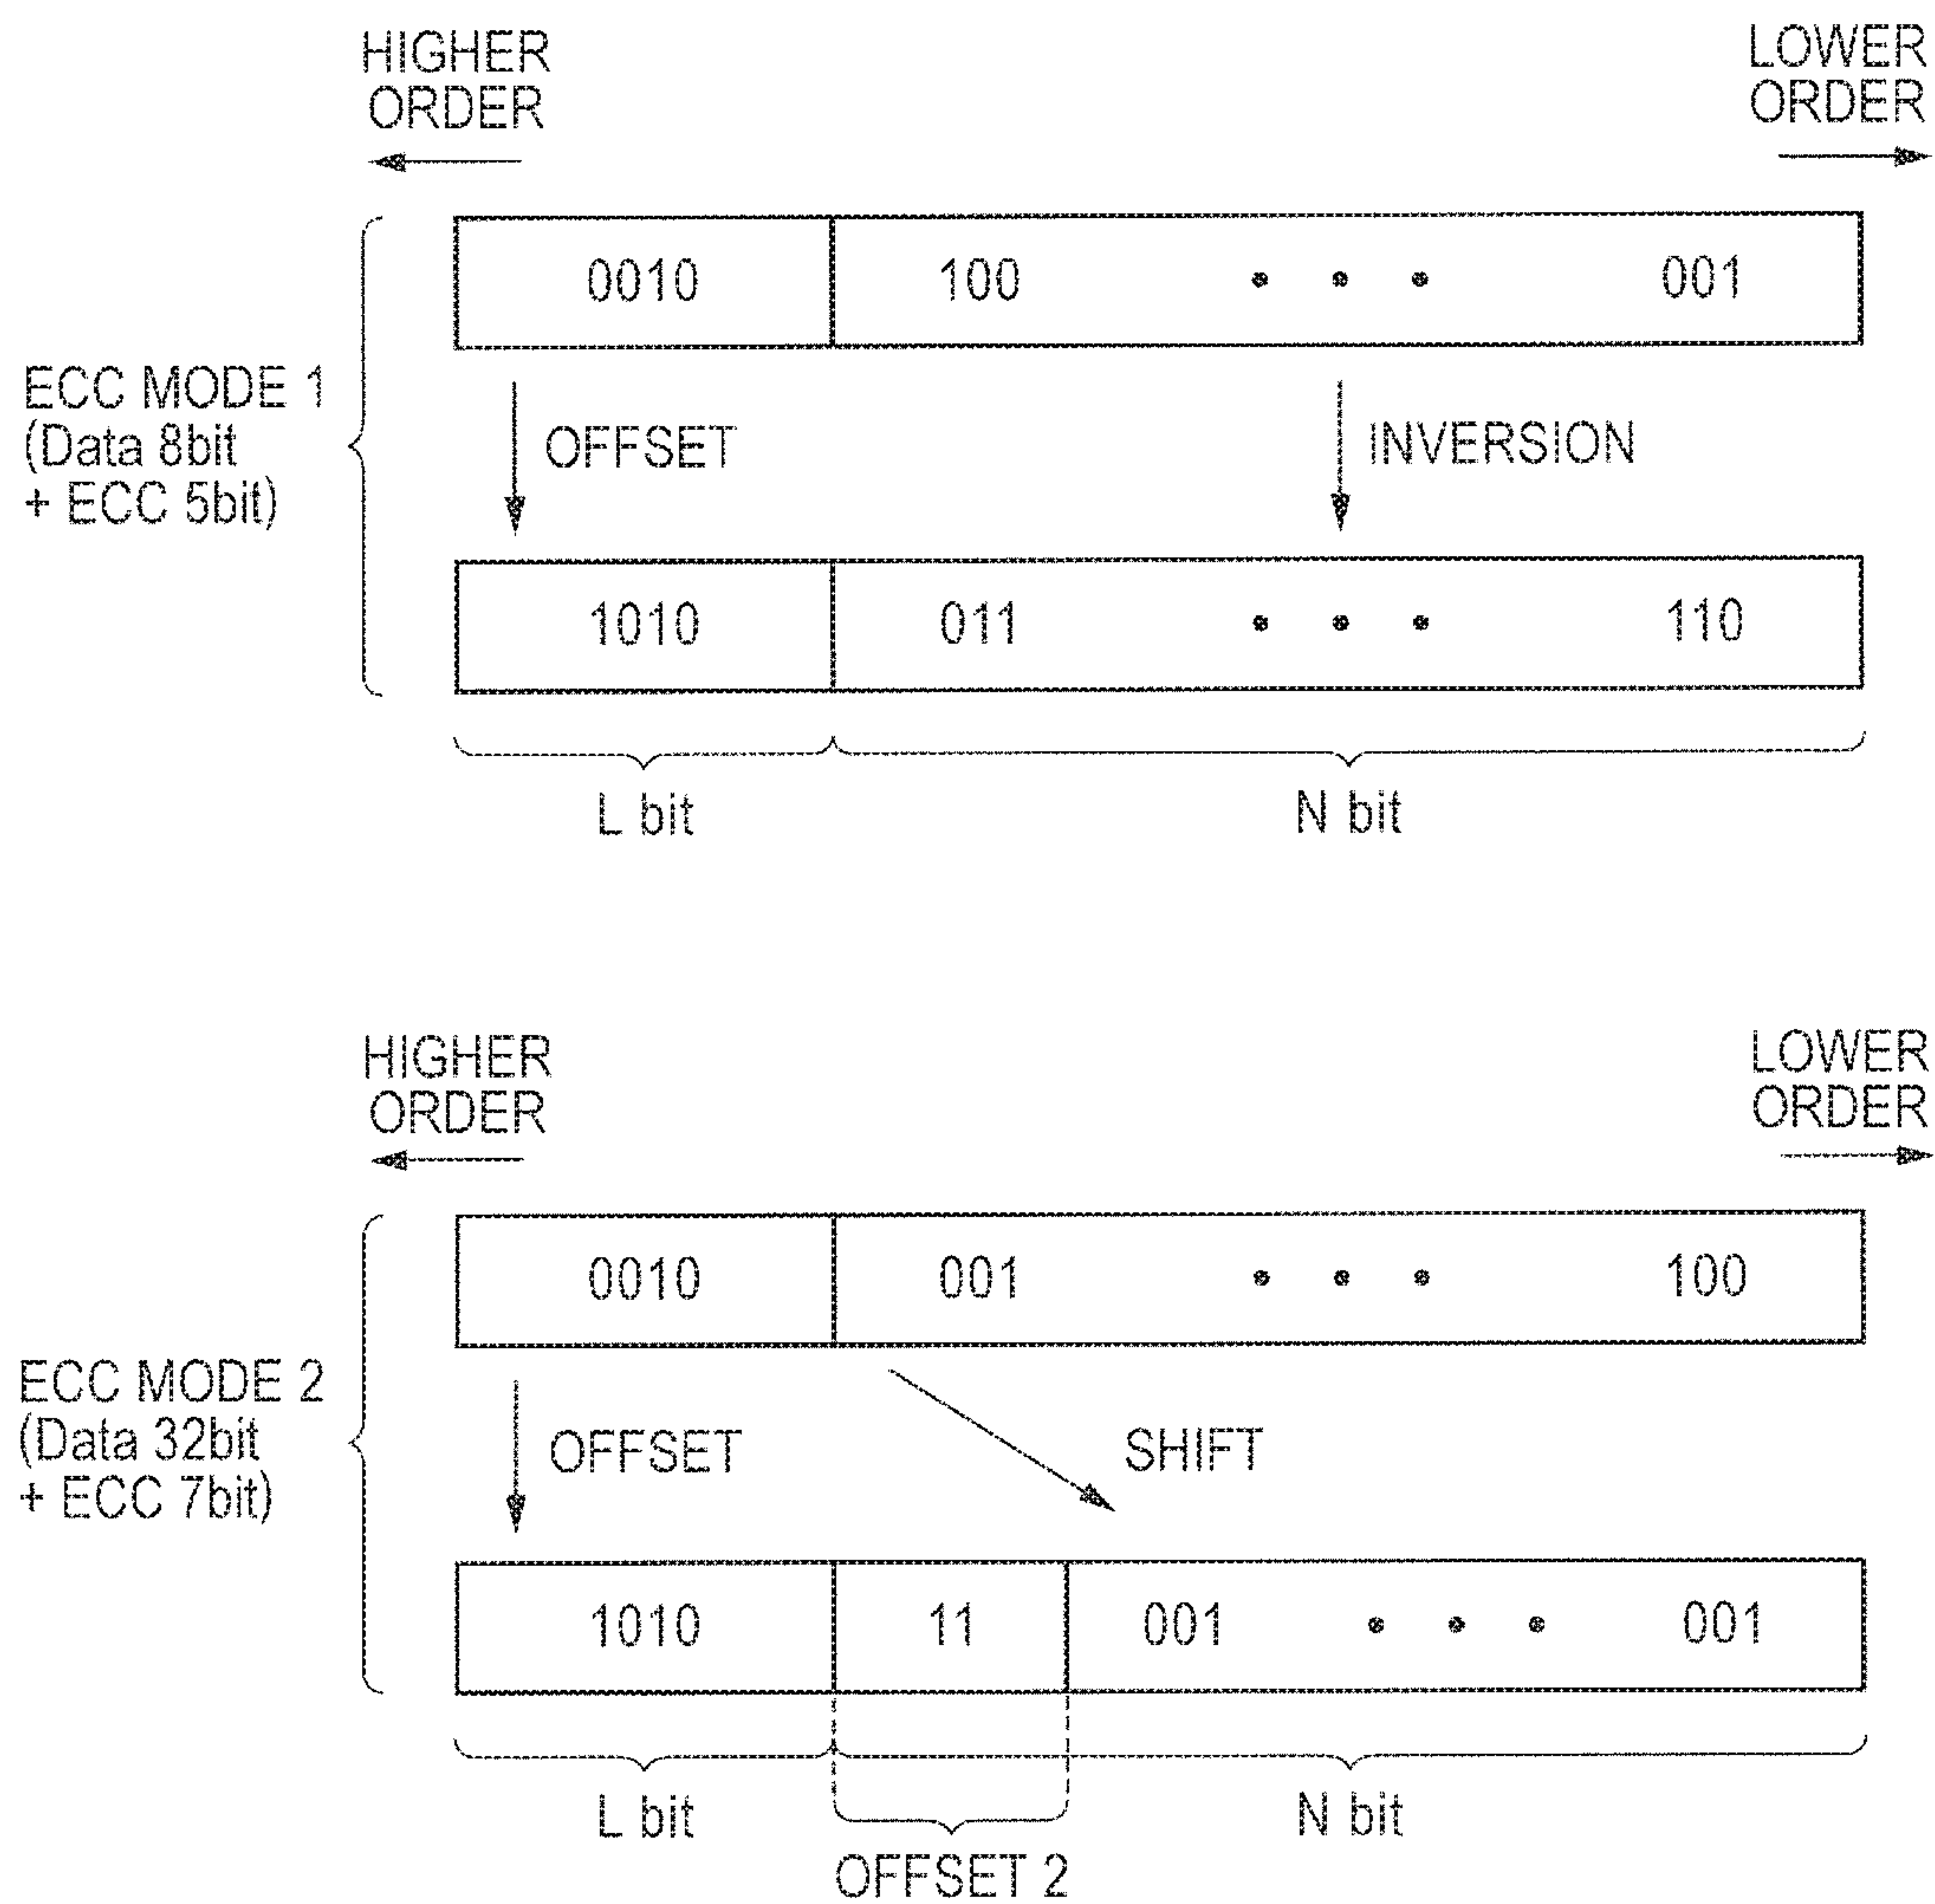 HIGHER
ORDER
LOWER
ORDER
0010 100 • • • 001
ECC MODE 1
(Data 8bit
+ ECC 5bit)
OFFSET
INVERSION
1010 011 • • • 110
L bit
N bit
HIGHER
ORDER
LOWER
ORDER
0010 001 • • • 100
ECC MODE 2
(Data 32bit
+ ECC 7bit)
OFFSET
SHIFT
1010 11 001 • • • 001
L bit
N bit
OFFSET 2